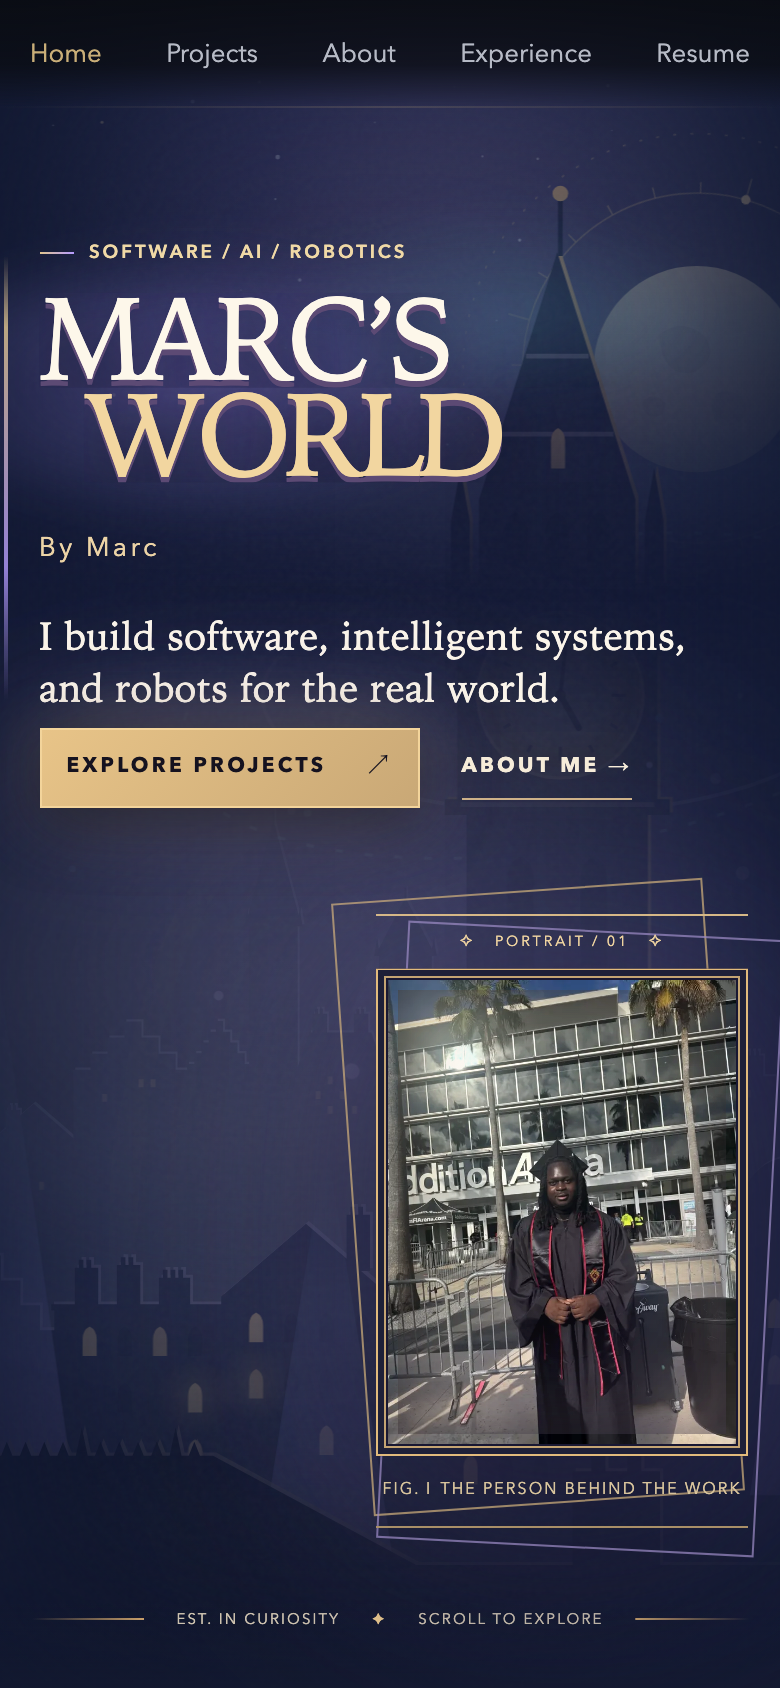 Home Projects About Experience Resume
SOFTWARE / AI / ROBOTICS
MARC’S
WORLD
By Marc
I build software, intelligent systems,
and robots for the real world.
EXPLORE PROJECTS ↗
ABOUT ME →
PORTRAIT / 01
FIG. I THE PERSON BEHIND THE WORK
EST. IN CURIOSITY ✦ SCROLL TO EXPLORE